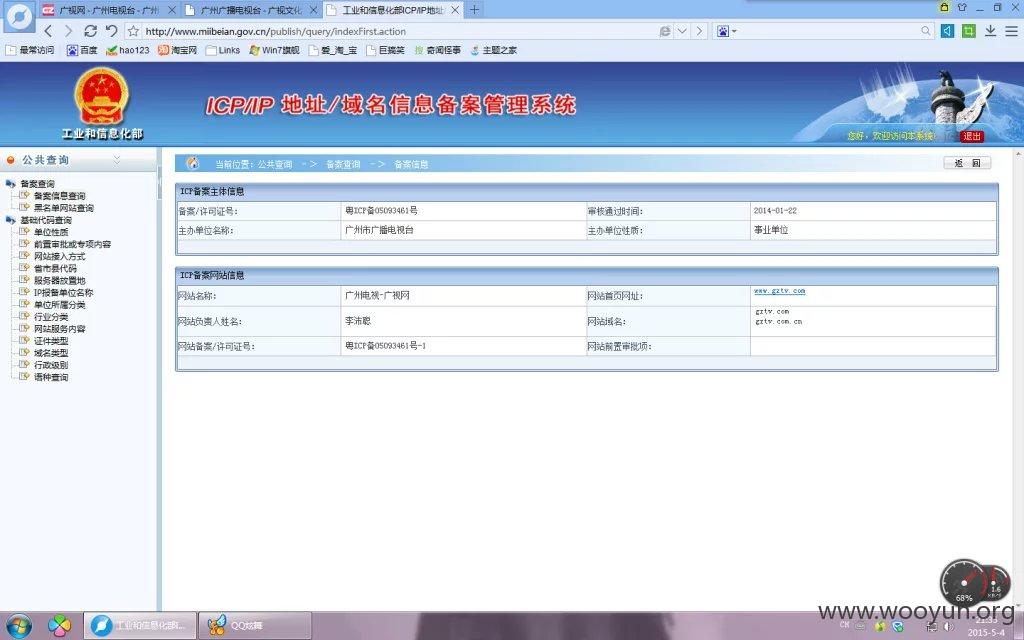 广视网 - 广州电视台 - 广州
广州广播电视台 - 广视文化
工业和信息化部ICP/IP地址/
http://www.miibeian.gov.cn/publish/query/indexFirst.action
最常访问 百度 hao123 淘宝网 Links Win7旗舰 爱_淘_宝 巨搞笑 奇闻怪事 主题之家
ICP/IP 地址/域名信息备案管理系统
工业和信息化部
您好，欢迎访问本系统! 退出
公共查询
当前位置: 公共查询 -> 备案查询 -> 备案信息
返 回
备案查询
备案信息查询
黑名单网站查询
基础代码查询
单位性质
前置审批或专项内容
网站接入方式
省市县代码
服务器放置地
IP报备单位名称
单位所属分类
行业分类
网站服务内容
证件类型
域名类型
行政级别
语种查询
ICP备案主体信息
备案/许可证号: 粤ICP备05093461号 审核通过时间: 2014-01-22
主办单位名称: 广州市广播电视台 主办单位性质: 事业单位
ICP备案网站信息
网站名称: 广州电视-广视网 网站首页网址: www.gztv.com
网站负责人姓名: 李沛聪 网站域名: gztv.com
gztv.com.cn
网站备案/许可证号: 粤ICP备05093461号-1 网站前置审批项:
68%
1.6
www.wooyun.org
工业和信息化部I...
QQ炫舞
CH
21:35
2015-5-4